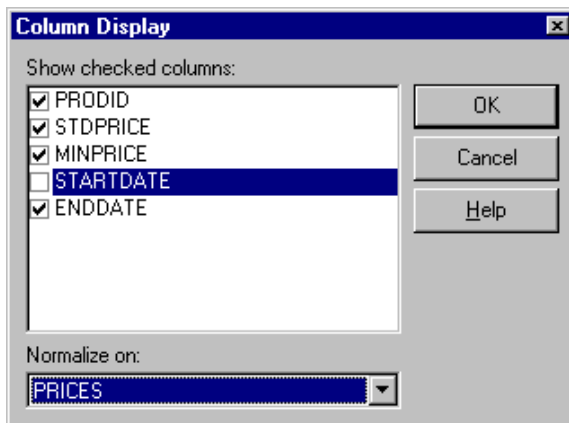 Column Display
Show checked columns:
PRODID
STDPRICE
MINPRICE
STARTDATE
ENDDATE
OK
Cancel
Help
Normalize on:
PRICES